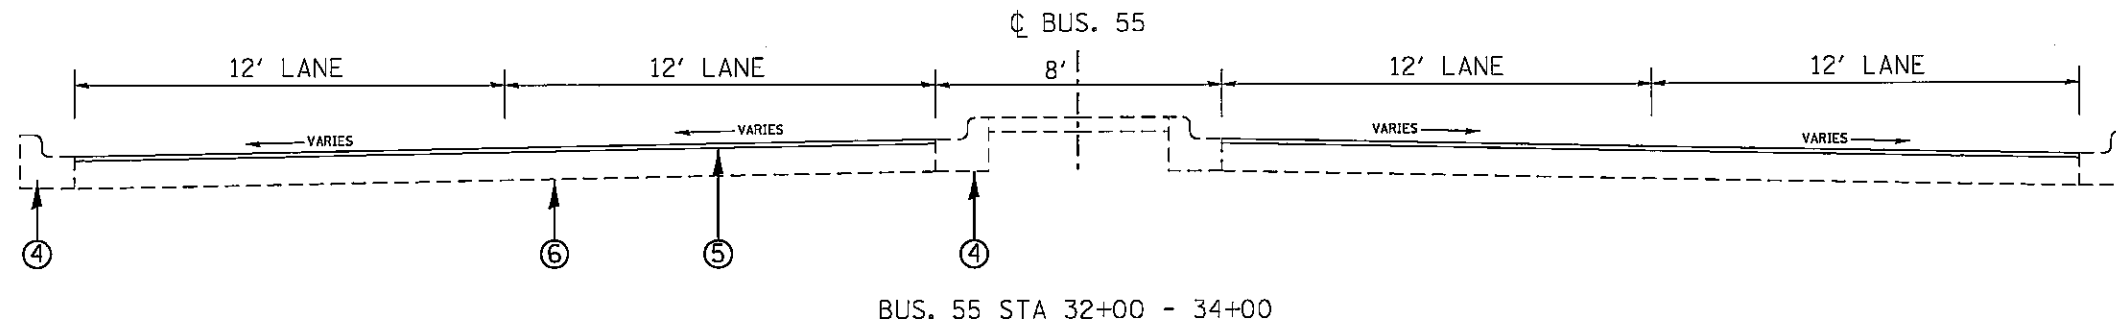 ℄ BUS. 55
12' LANE 12' LANE 8' 12' LANE 12' LANE
VARIES VARIES VARIES VARIES
4 6 5 4
BUS. 55 STA 32+00 - 34+00